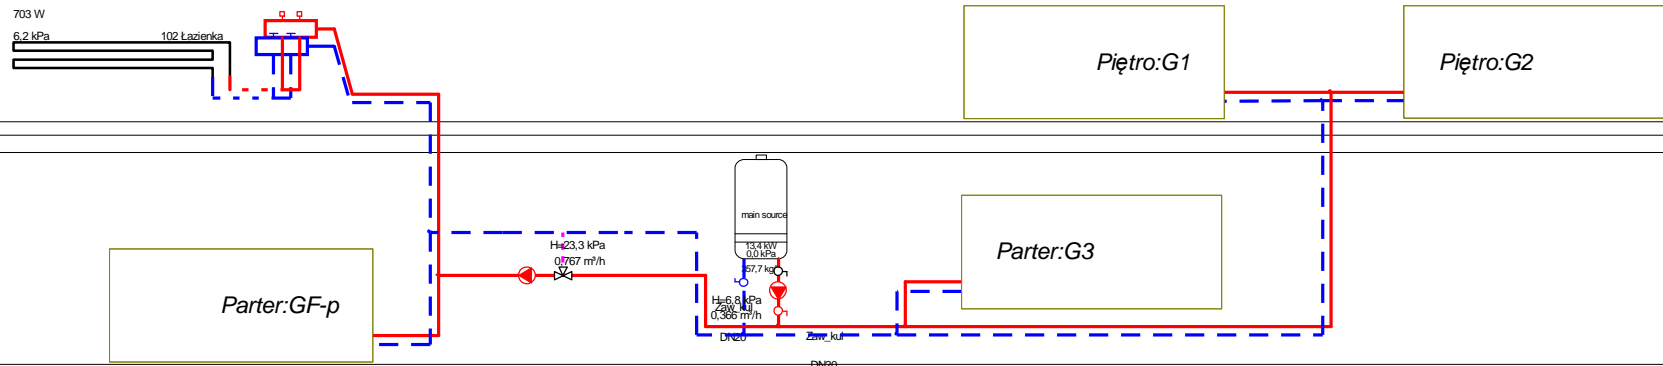 703 W
6,2 kPa
102 Łazienka
Piętro:G1
Piętro:G2
main source
13,4 kW
0,0 kPa
357,7 kg
H=23,3 kPa
0,767 m³/h
Parter:G3
Parter:GF-p
H=6,8 kPa
Zaw_kul
0,366 m³/h
DN20
Zaw_kul
DN20